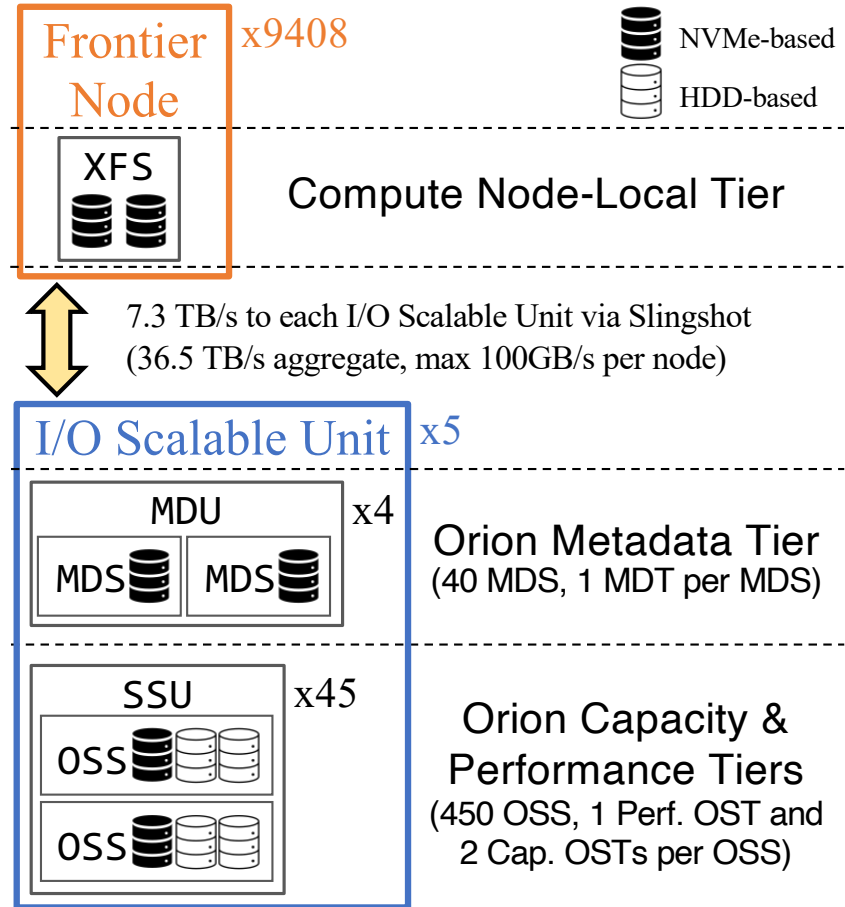 Frontier
Node
x9408
NVMe-based
HDD-based
XFS
Compute Node-Local Tier
7.3 TB/s to each I/O Scalable Unit via Slingshot
(36.5 TB/s aggregate, max 100GB/s per node)
I/O Scalable Unit
x5
MDU
x4
MDS
MDS
Orion Metadata Tier
(40 MDS, 1 MDT per MDS)
SSU
x45
OSS
OSS
Orion Capacity &
Performance Tiers
(450 OSS, 1 Perf. OST and
2 Cap. OSTs per OSS)